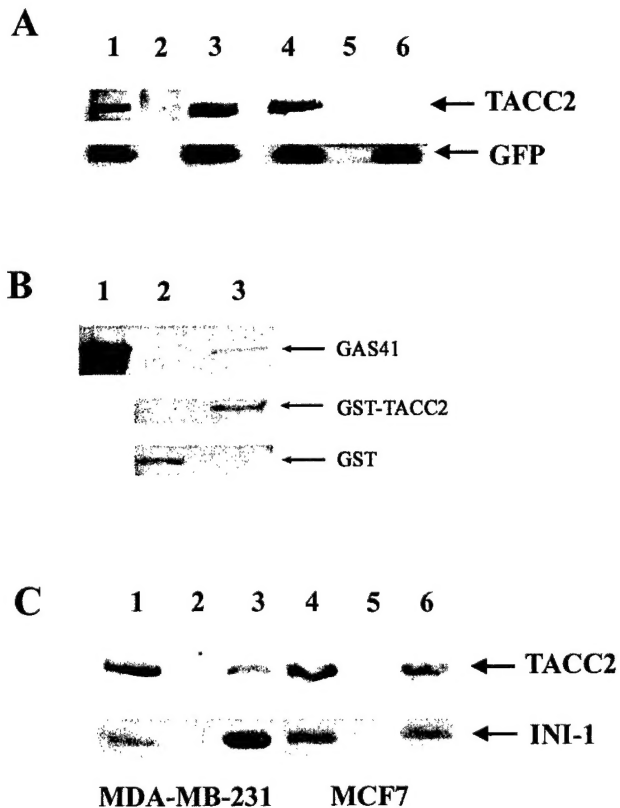 A
1 2 3 4 5 6
TACC2
GFP
B
1 2 3
GAS41
GST-TACC2
GST
C
1 2 3 4 5 6
TACC2
INI-1
MDA-MB-231 MCF7